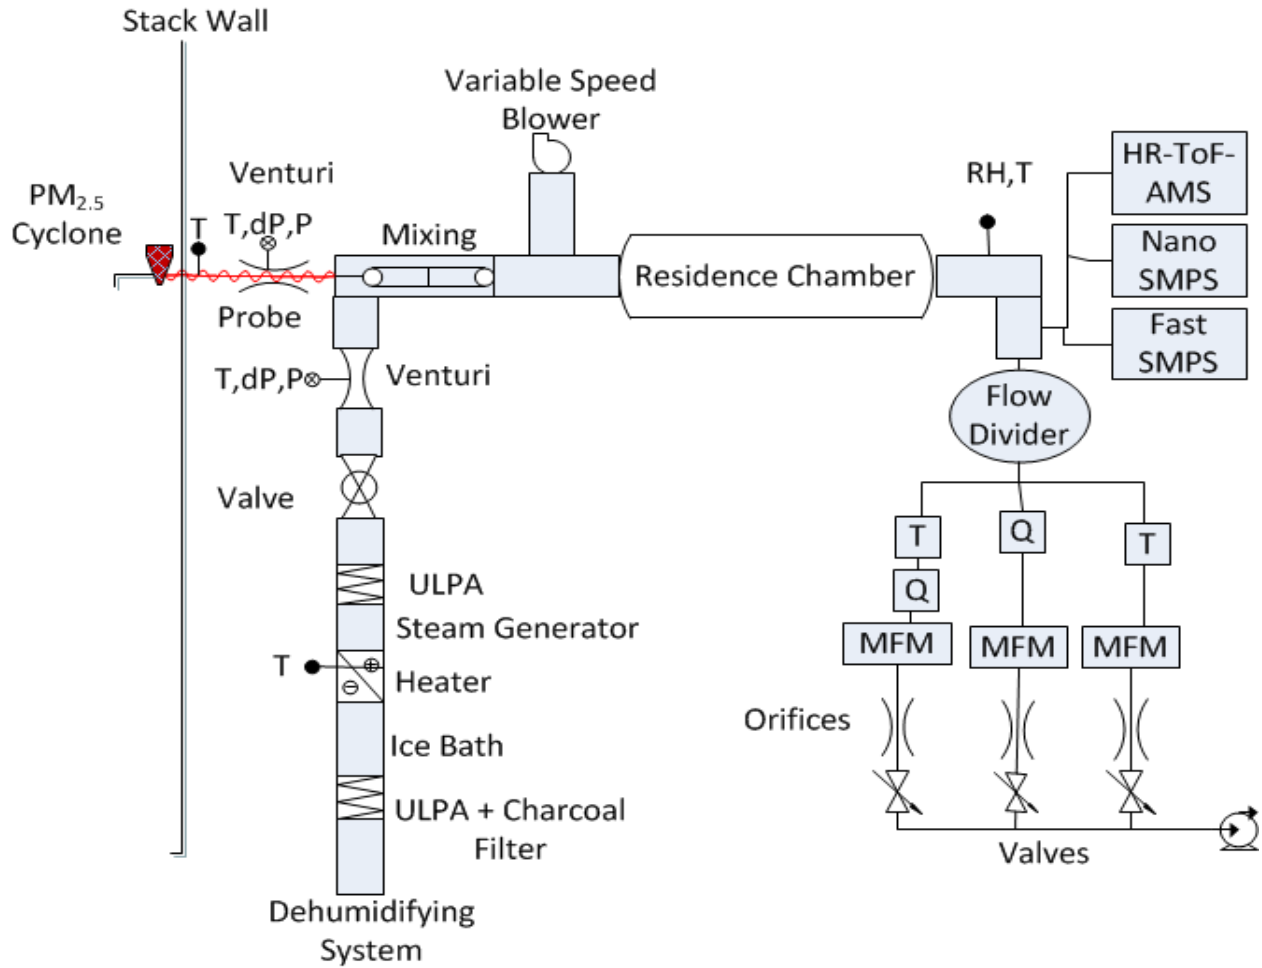 Stack Wall
Variable Speed
Blower
HR-ToF-
AMS
Venturi
RH,T
PM2.5
Cyclone
T
T,dP,P
Mixing
Nano
SMPS
Residence Chamber
Probe
Fast
SMPS
T,dP,P
Venturi
Flow
Divider
Valve
T
Q
T
ULPA
Q
Steam Generator
MFM
MFM
MFM
T
Heater
Orifices
Ice Bath
ULPA + Charcoal
Filter
Valves
Dehumidifying
System